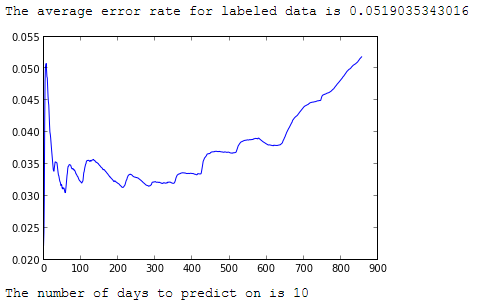 The average error rate for labeled data is 0.0519035343016
0.055
0.050
0.045
0.040
0.035
0.030
0.025
0.020
0 100 200 300 400 500 600 700 800 900
The number of days to predict on is 10